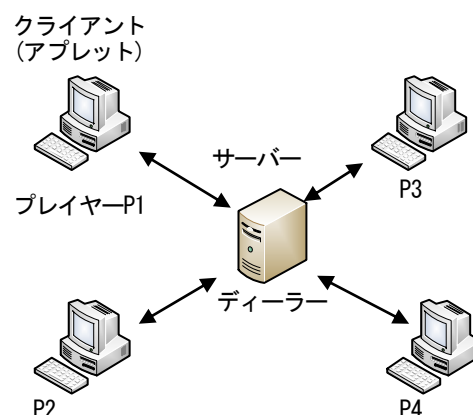 クライアント
(アプレット)
サーバー
P3
プレイヤーP1
ディーラー
P2
P4